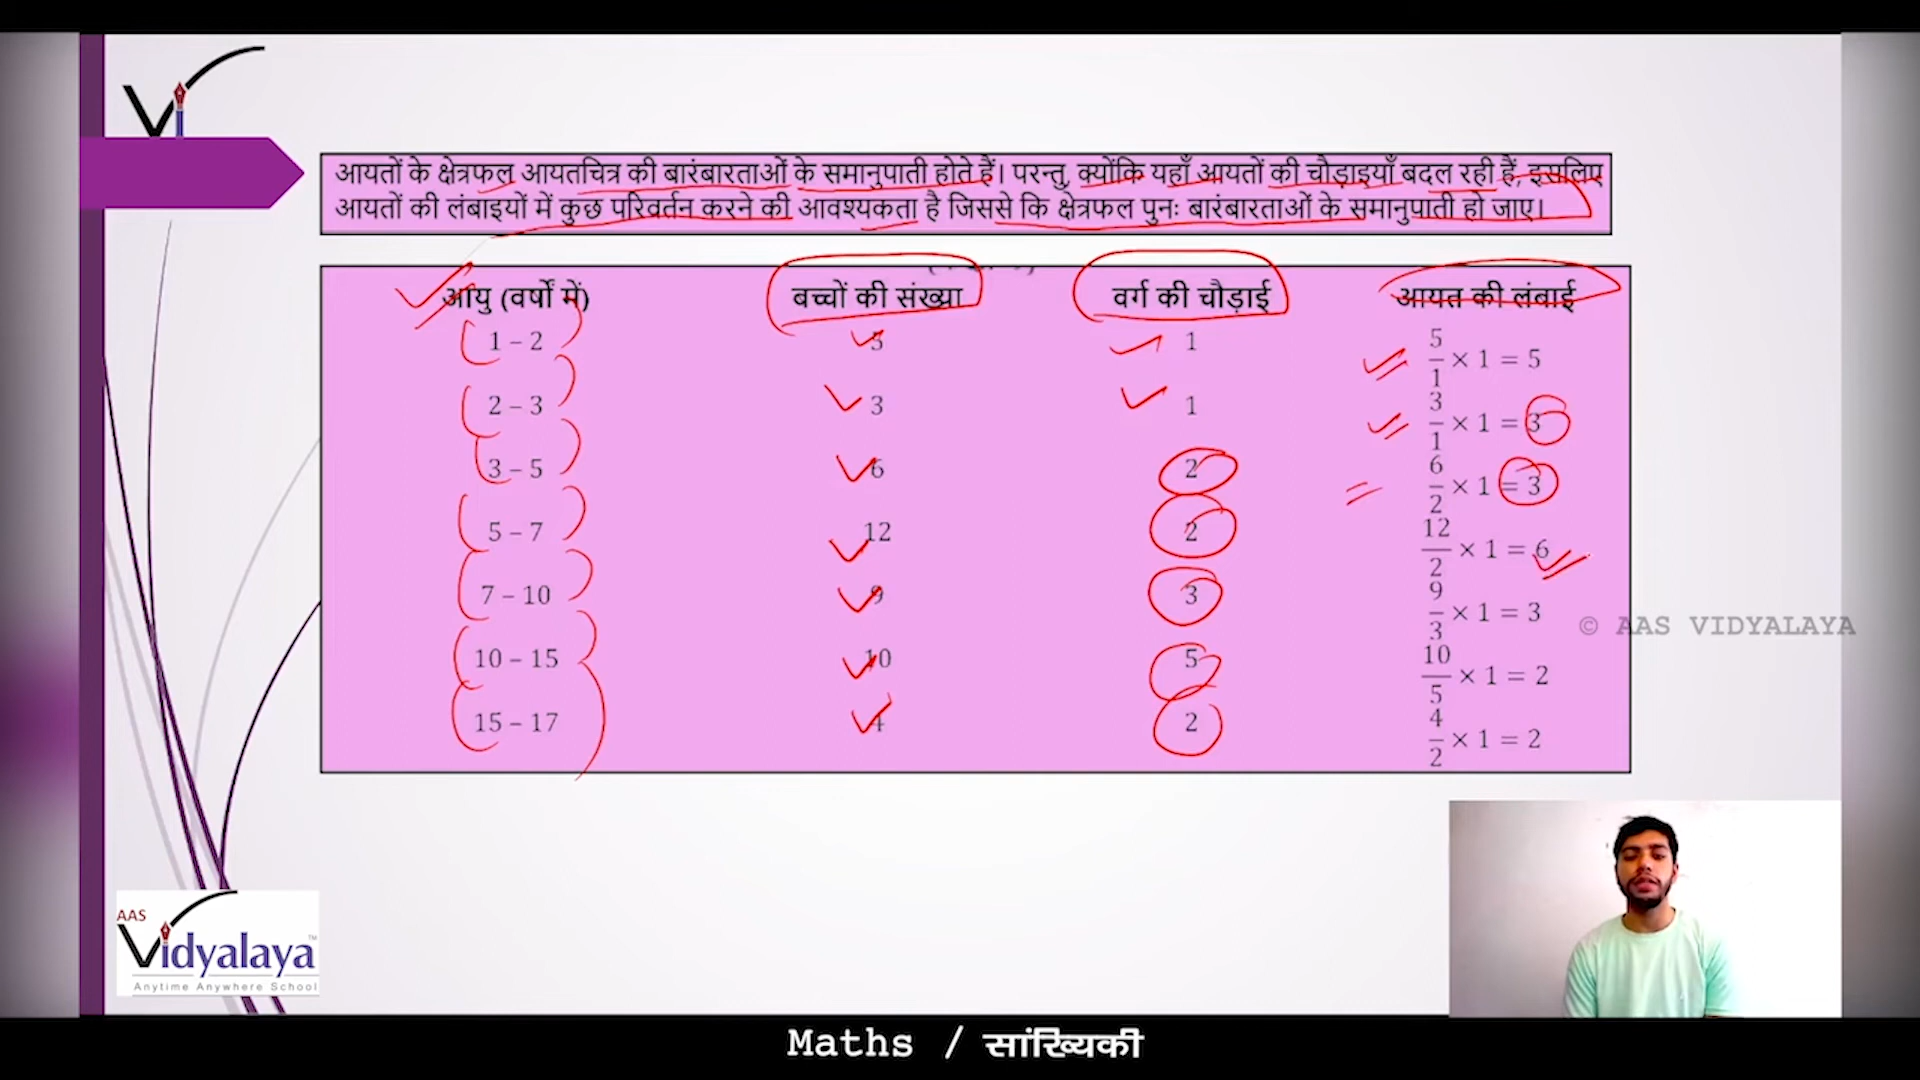 आयतों के क्षेत्रफल आयतचित्र की बारंबारताओं के समानुपाती होते हैं। परन्तु, क्योंकि यहाँ आयतों की चौड़ाइयाँ बदल रही हैं, इसलिए
आयतों की लंबाइयों में कुछ परिवर्तन करने की आवश्यकता है जिससे कि क्षेत्रफल पुनः बारंबारताओं के समानुपाती हो जाए।
आयु (वर्षों में) बच्चों की संख्या वर्ग की चौड़ाई आयत की लंबाई
1 – 2 5 1 5/1 × 1 = 5
2 – 3 3 1 3/1 × 1 = 3
3 – 5 6 2 6/2 × 1 = 3
5 – 7 12 2 12/2 × 1 = 6
7 – 10 9 3 9/3 × 1 = 3
10 – 15 10 5 10/5 × 1 = 2
15 – 17 4 2 4/2 × 1 = 2
© AAS VIDYALAYA
AAS
Vidyalaya™
Anytime Anywhere School
Maths / सांख्यिकी